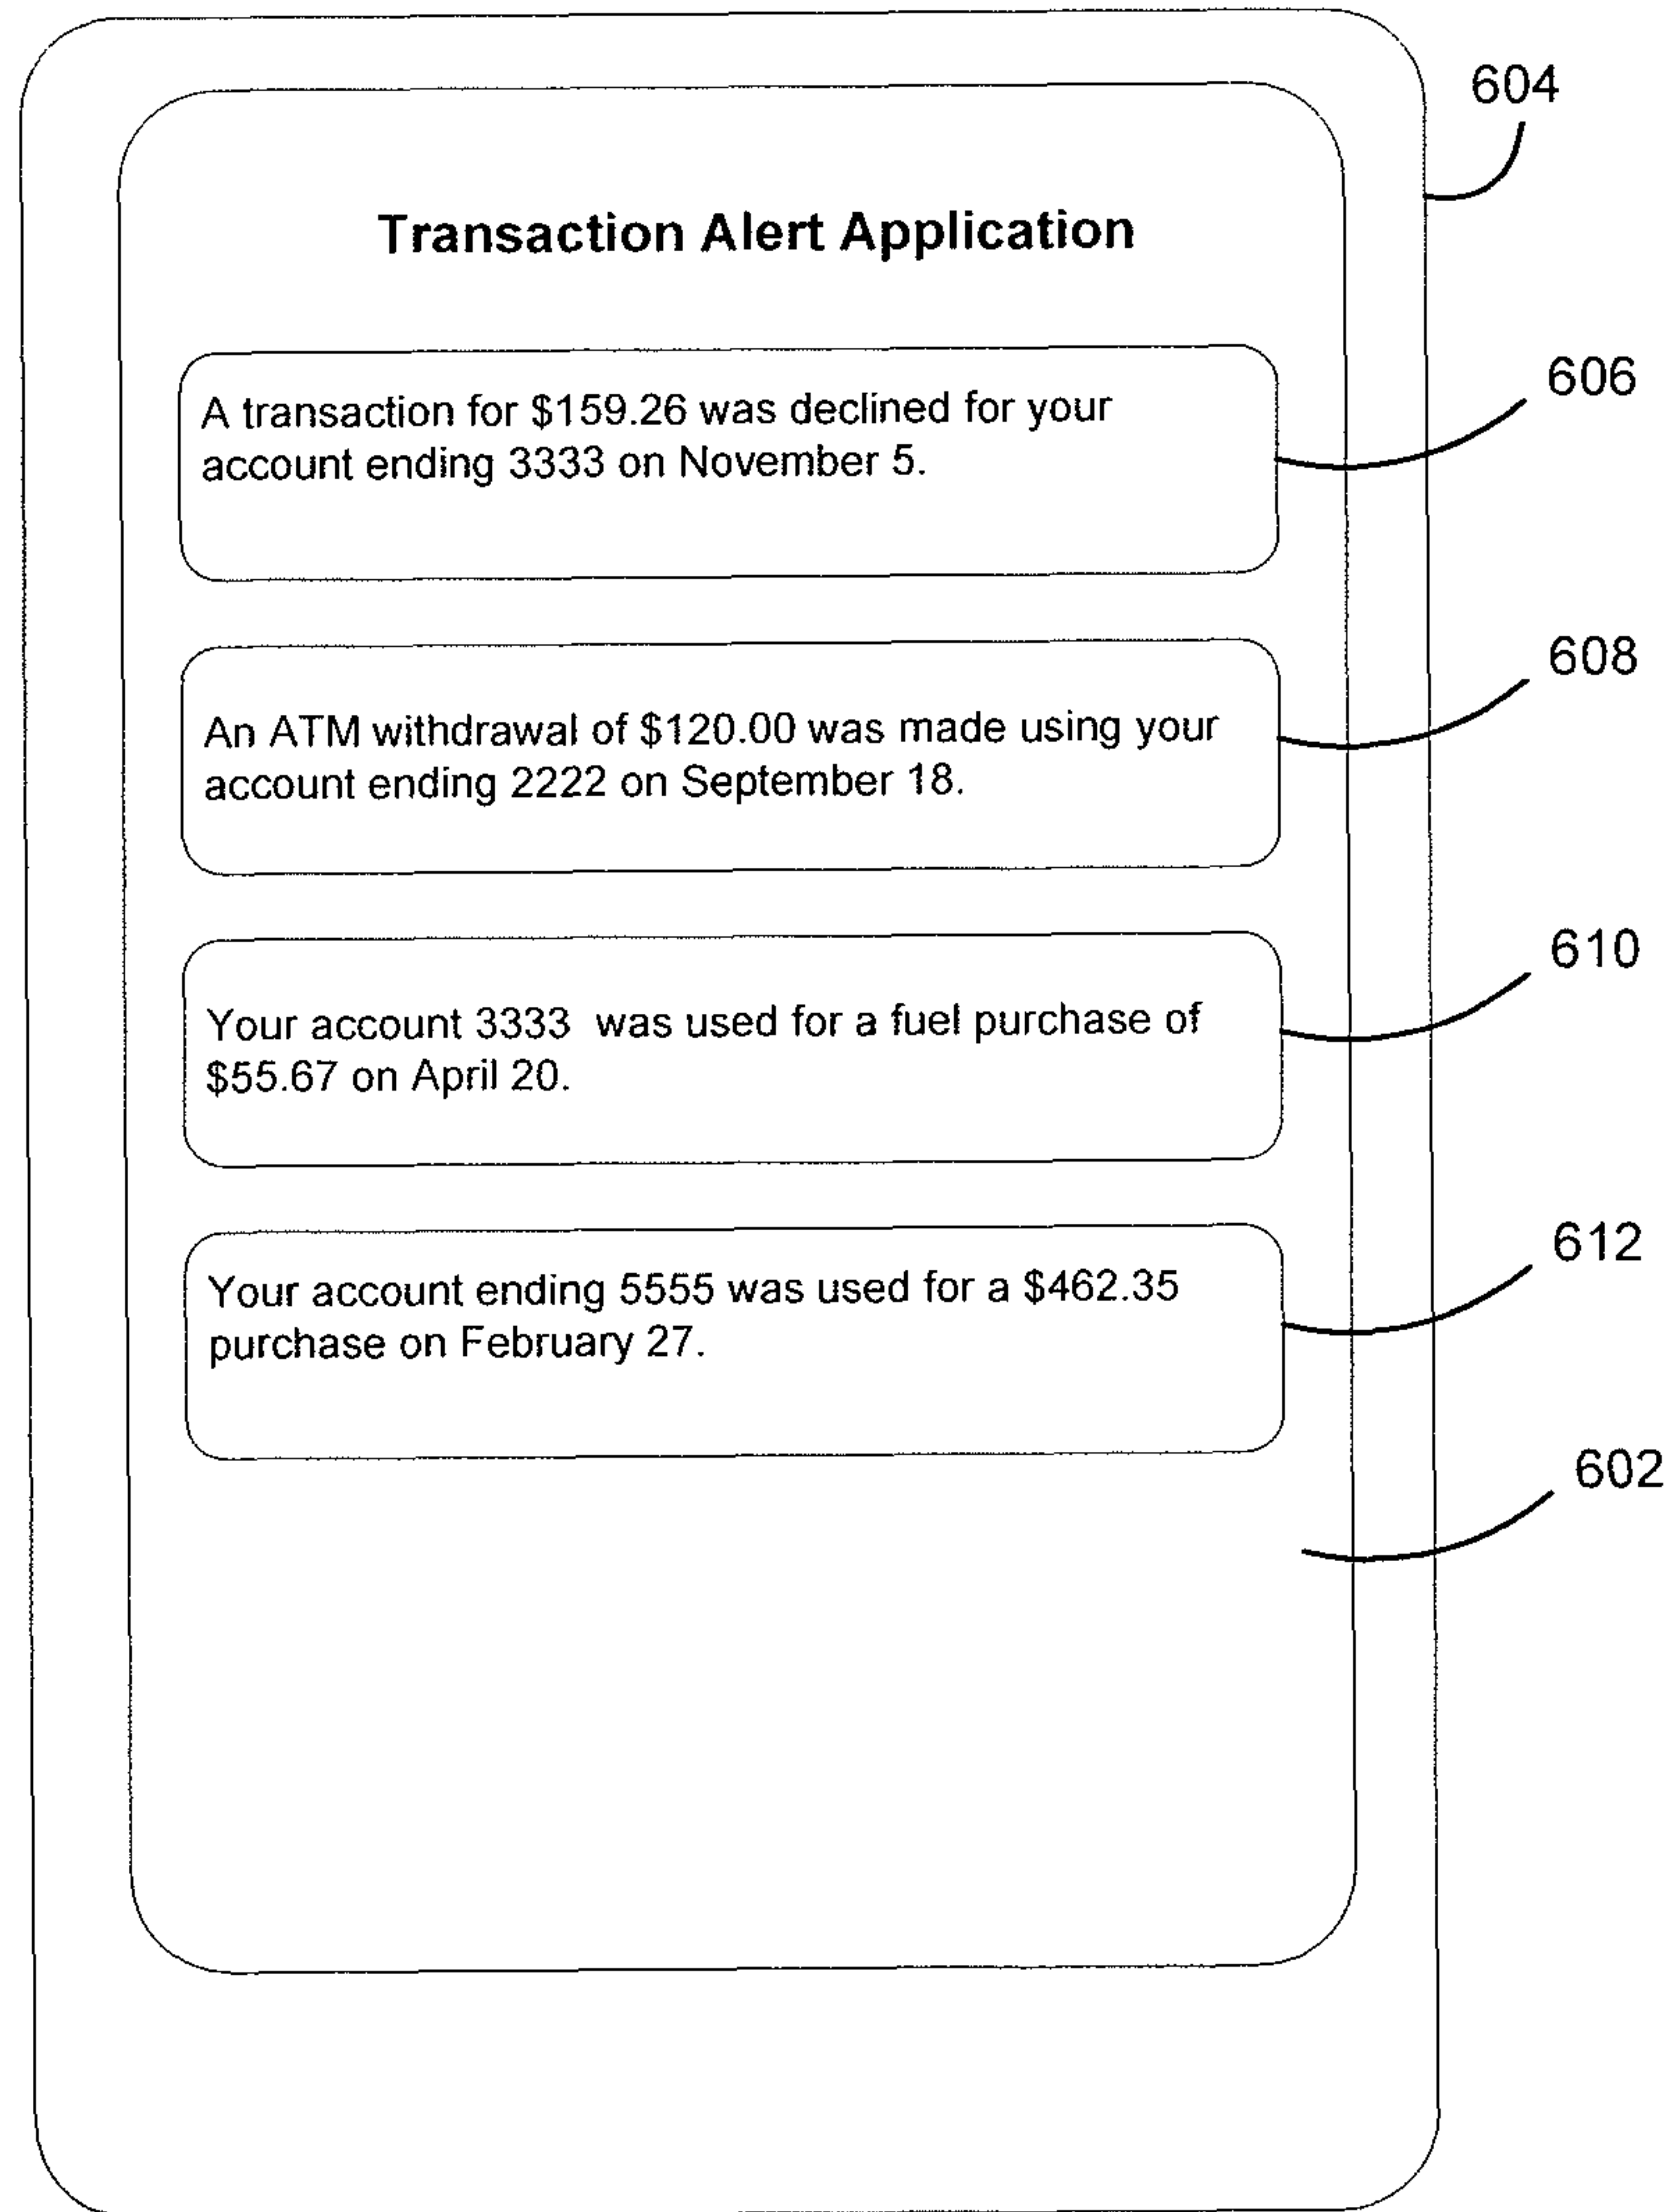 604
Transaction Alert Application
606
A transaction for $159.26 was declined for your
account ending 3333 on November 5.
608
An ATM withdrawal of $120.00 was made using your
account ending 2222 on September 18.
610
Your account 3333  was used for a fuel purchase of
$55.67 on April 20.
612
Your account ending 5555 was used for a $462.35
purchase on February 27.
602